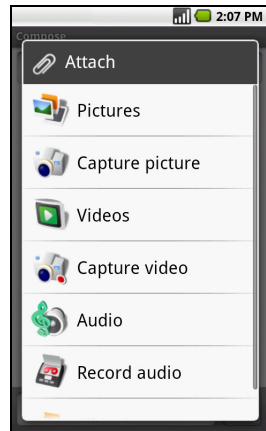 2:07 PM
Compose
Attach
Pictures
Capture picture
Videos
Capture video
Audio
Record audio